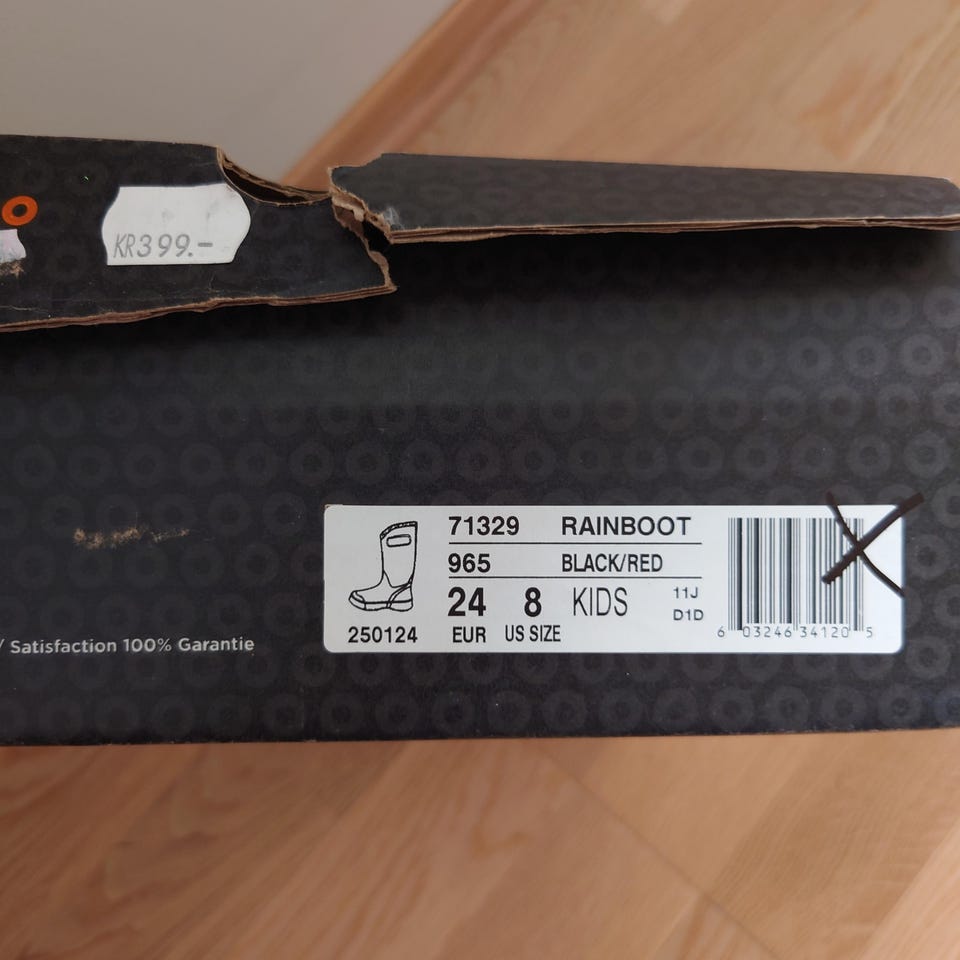 KR399.-
71329 RAINBOOT
965 BLACK/RED
24 8 KIDS 11J
D1D
250124 EUR US SIZE
6 03246 34120 5
/ Satisfaction 100% Garantie